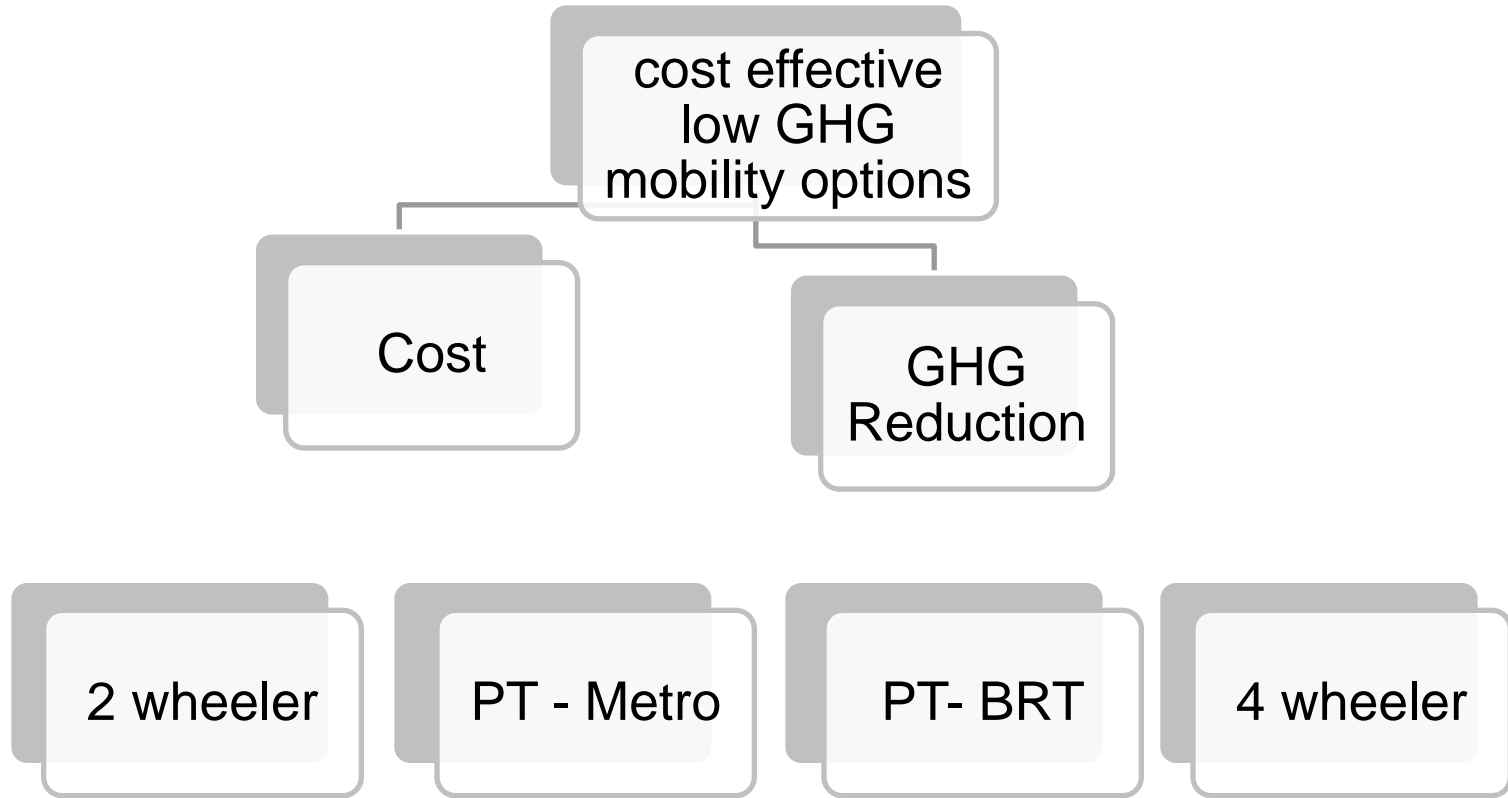 cost effective
low GHG
mobility options
Cost
GHG
Reduction
2 wheeler
PT - Metro
PT- BRT
4 wheeler